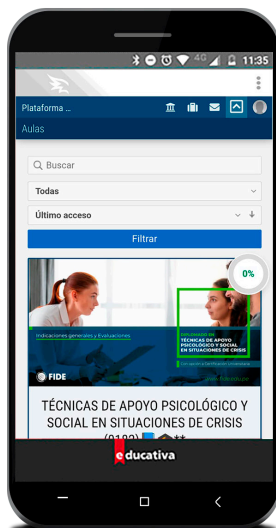 4G 11:35
Plataforma ...
Aulas
Buscar
Todas
Último acceso
Filtrar
0%
Indicaciones generales y Evaluaciones
DIPLOMADO EN
TÉCNICAS DE APOYO
PSICOLÓGICO Y SOCIAL
EN SITUACIONES DE CRISIS
FIDE
TÉCNICAS DE APOYO PSICOLÓGICO Y
SOCIAL EN SITUACIONES DE CRISIS
educativa